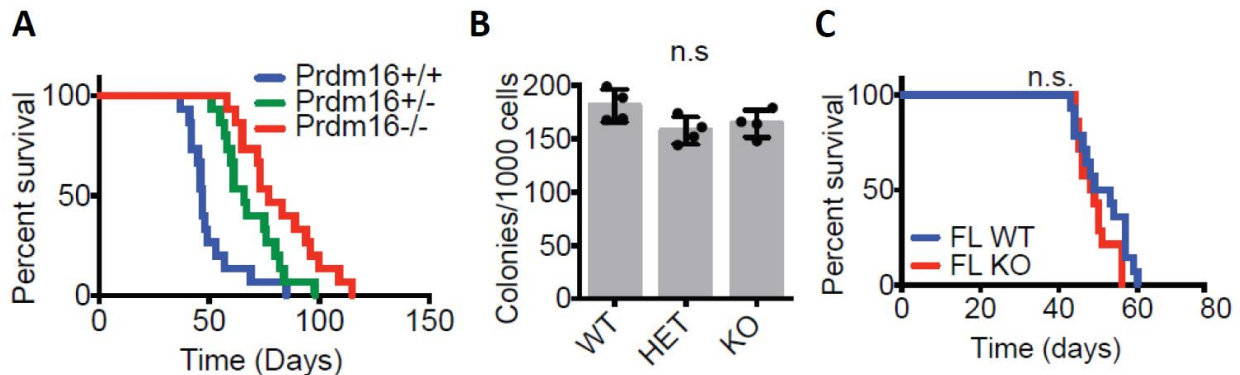 A
Percent survival
100
50
0
0
50
100
150
Time (Days)
Prdm16+/+
Prdm16+/-
Prdm16-/-
B
n.s
Colonies/1000 cells
200
150
100
50
0
WT
HET
KO
C
n.s.
Percent survival
100
50
0
0
20
40
60
80
Time (days)
FL WT
FL KO